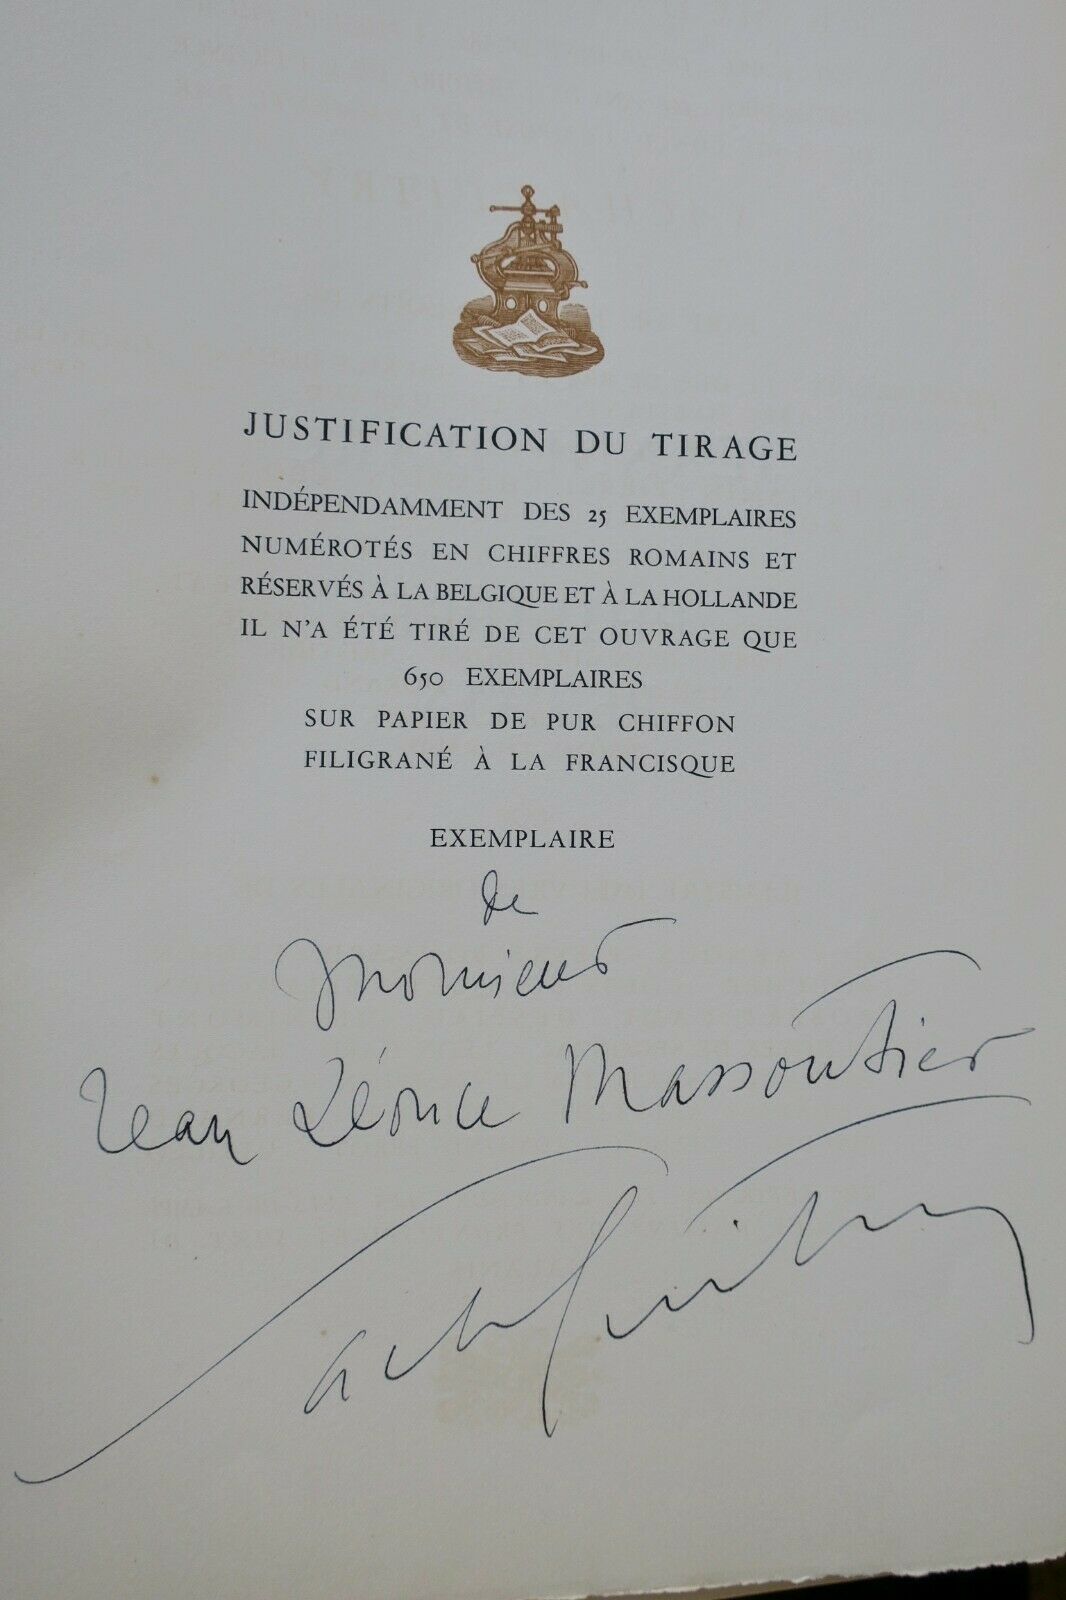 JUSTIFICATION DU TIRAGE
INDÉPENDAMMENT DES 25 EXEMPLAIRES
NUMÉROTÉS EN CHIFFRES ROMAINS ET
RÉSERVÉS À LA BELGIQUE ET À LA HOLLANDE
IL N'A ÉTÉ TIRÉ DE CET OUVRAGE QUE
650 EXEMPLAIRES
SUR PAPIER DE PUR CHIFFON
FILIGRANÉ À LA FRANCISQUE
EXEMPLAIRE
de
Monsieur
Jean Léonce Massoutier
Sacha Guitry